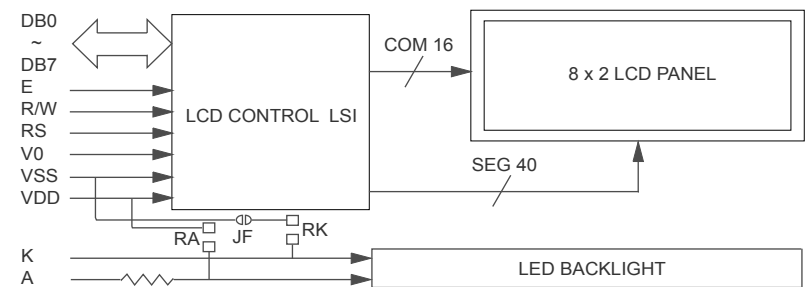 DB0
~
DB7
E
R/W
RS
V0
VSS
VDD
K
A
LCD CONTROL LSI
COM 16
8 x 2 LCD PANEL
SEG 40
RA
JF
RK
LED BACKLIGHT